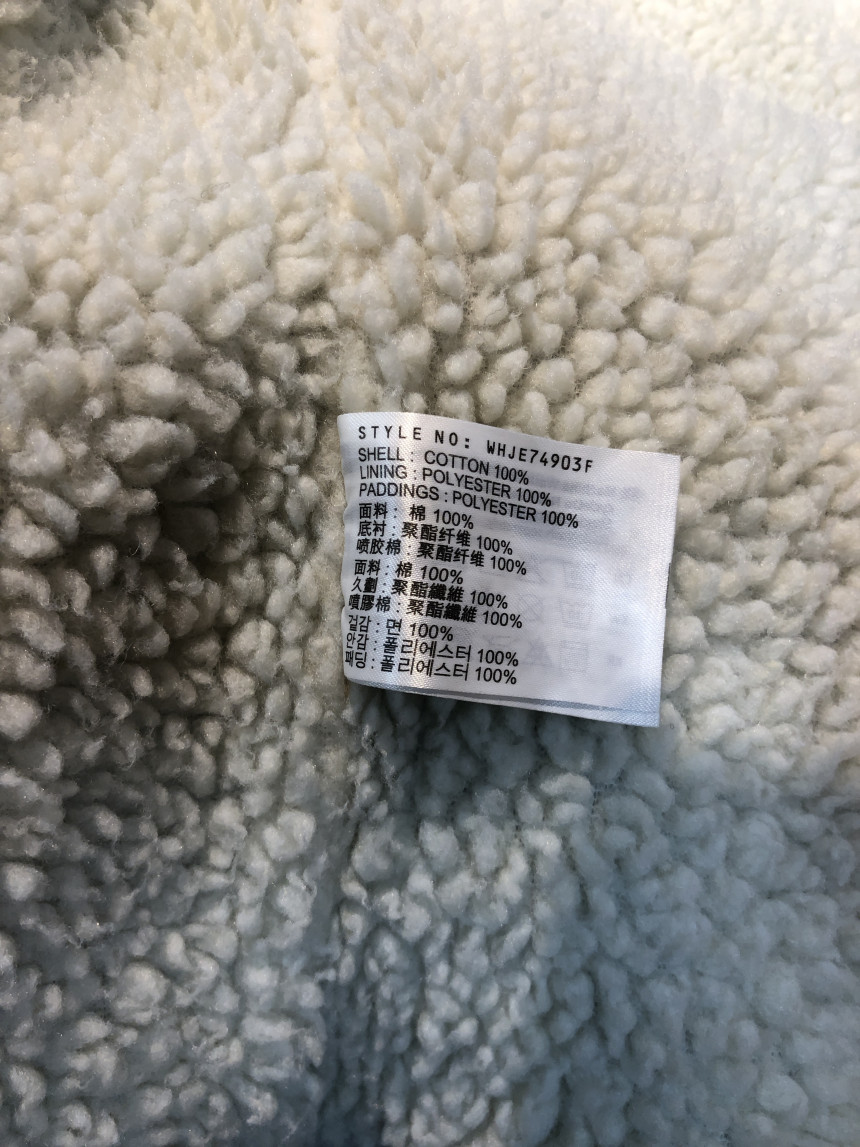 STYLE NO: WHJE74903F
SHELL : COTTON 100%
LINING : POLYESTER 100%
PADDINGS : POLYESTER 100%
面料 : 棉 100%
底衬 : 聚酯纤维 100%
喷胶棉 : 聚酯纤维 100%
面料 : 棉 100%
久劃 : 聚酯纖維 100%
噴膠棉 : 聚酯纖維 100%
겉감 : 면 100%
안감 : 폴리에스터 100%
패딩 : 폴리에스터 100%